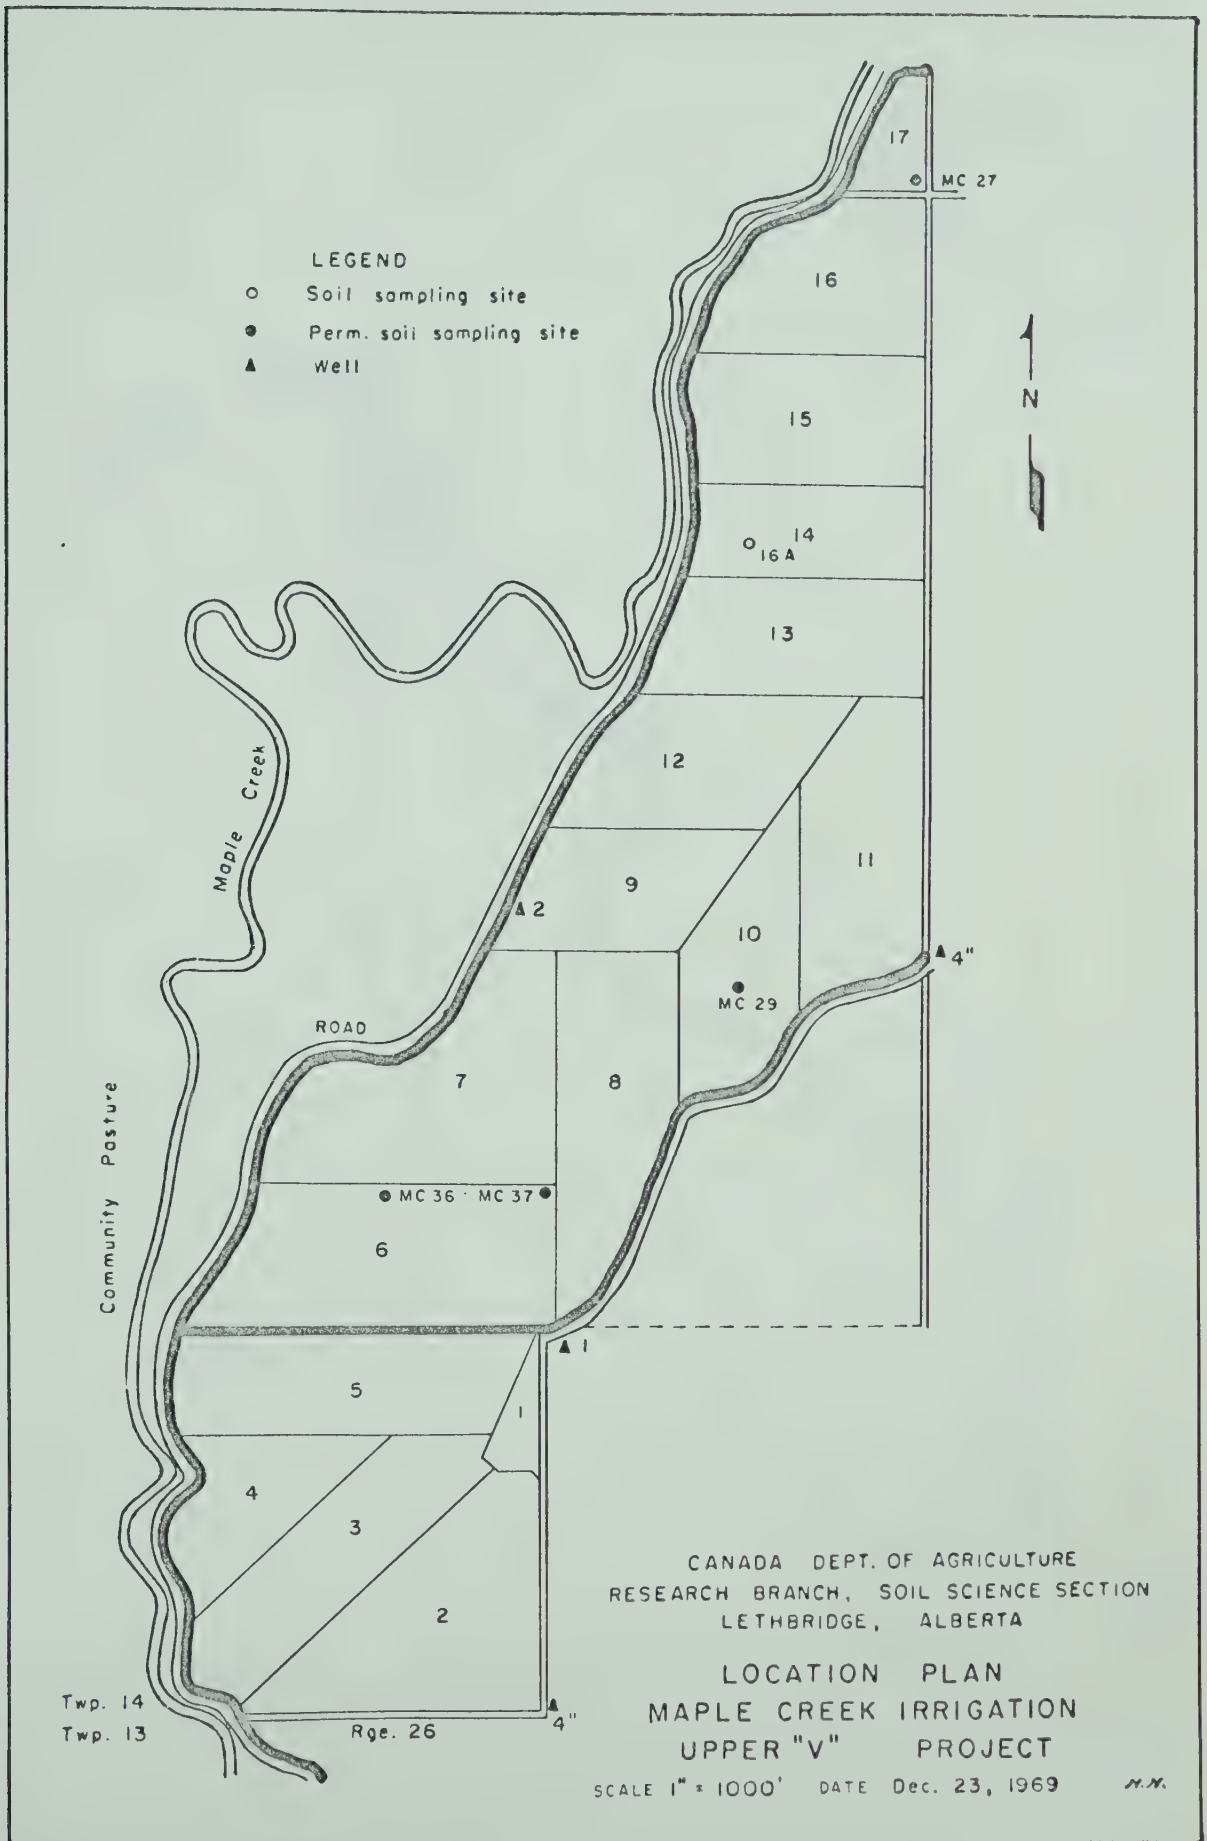 17
MC 27
LEGEND
Soil sampling site
Perm. soil sampling site
Well
16
N
15
14
16 A
13
12
Maple Creek
11
9
2
10
4"
MC 29
ROAD
7
8
Community Pasture
MC 36 · MC 37
6
1
5
1
4
3
2
CANADA DEPT. OF AGRICULTURE
RESEARCH BRANCH, SOIL SCIENCE SECTION
LETHBRIDGE, ALBERTA
LOCATION PLAN
MAPLE CREEK IRRIGATION
UPPER "V" PROJECT
SCALE 1" = 1000' DATE Dec. 23, 1969 H.H.
Twp. 14
Twp. 13
Rge. 26
4"